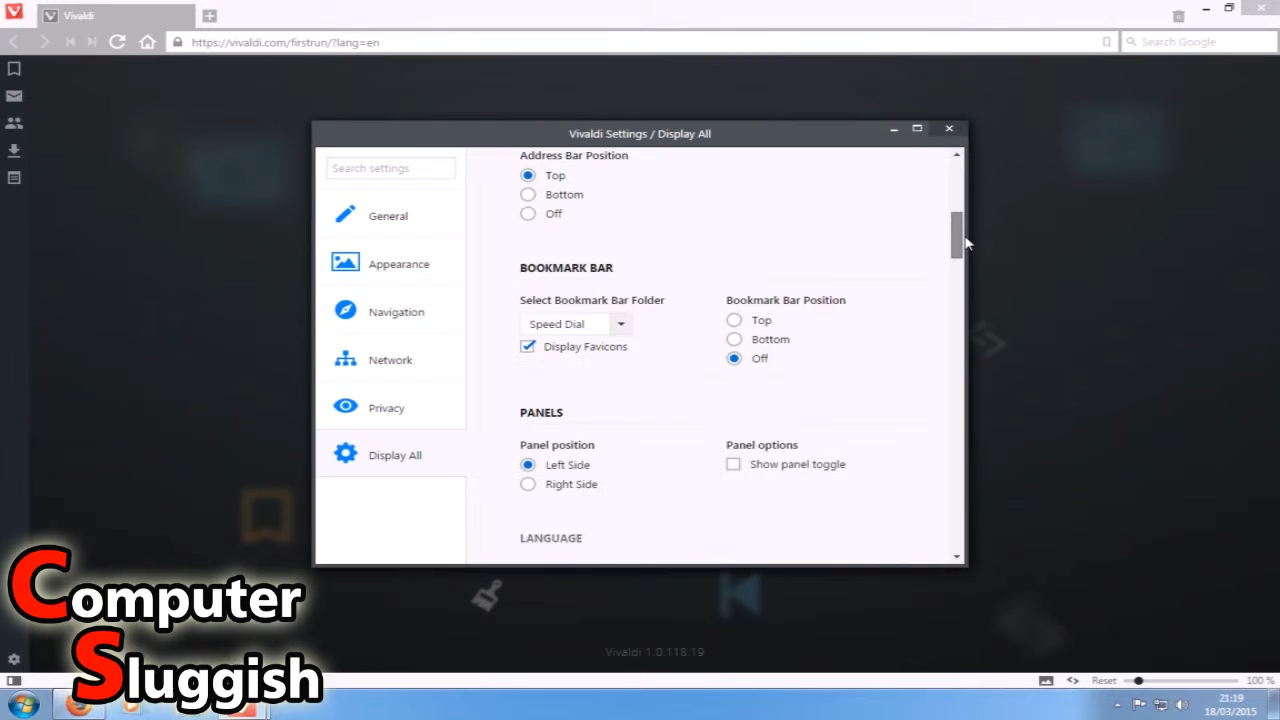 Vivaldi
https://vivaldi.com/firstrun/?lang=en
Search Google
Vivaldi Settings / Display All
Search settings
General
Appearance
Navigation
Network
Privacy
Display All
Address Bar Position
Top
Bottom
Off
BOOKMARK BAR
Select Bookmark Bar Folder
Speed Dial
Display Favicons
Bookmark Bar Position
Top
Bottom
Off
PANELS
Panel position
Left Side
Right Side
Panel options
Show panel toggle
LANGUAGE
Vivaldi 1.0.118.19
Computer
Sluggish
Reset
100 %
21:19
18/03/2015